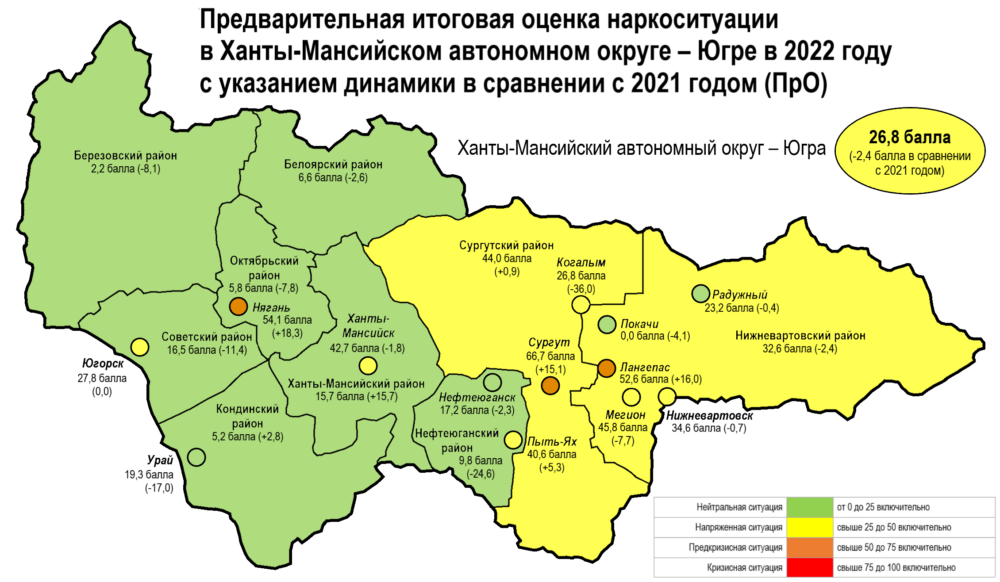 Предварительная итоговая оценка наркоситуации
в Ханты-Мансийском автономном округе – Югре в 2022 году
с указанием динамики в сравнении с 2021 годом (ПрО)
Ханты-Мансийский автономный округ – Югра
26,8 балла
(-2,4 балла в сравнении
с 2021 годом)
Березовский район
2,2 балла (-8,1)
Белоярский район
6,6 балла (-2,6)
Октябрьский
район
5,8 балла (-7,8)
Нягань
54,1 балла
(+18,3)
Советский район
16,5 балла (-11,4)
Югорск
27,8 балла
(0,0)
Ханты-
Мансийск
42,7 балла (-1,8)
Ханты-Мансийский район
15,7 балла (+15,7)
Кондинский
район
5,2 балла (+2,8)
Урай
19,3 балла
(-17,0)
Сургутский район
44,0 балла
(+0,9)
Когалым
26,8 балла
(-36,0)
Радужный
23,2 балла (-0,4)
Покачи
0,0 балла (-4,1)
Нижневартовский район
32,6 балла (-2,4)
Сургут
66,7 балла
(+15,1)
Лангепас
52,6 балла (+16,0)
Нефтеюганск
17,2 балла (-2,3)
Нефтеюганский
район
9,8 балла
(-24,6)
Пыть-Ях
40,6 балла
(+5,3)
Мегион
45,8 балла
(-7,7)
Нижневартовск
34,6 балла (-0,7)
Нейтральная ситуация от 0 до 25 включительно
Напряженная ситуация свыше 25 до 50 включительно
Предкризисная ситуация свыше 50 до 75 включительно
Кризисная ситуация свыше 75 до 100 включительно